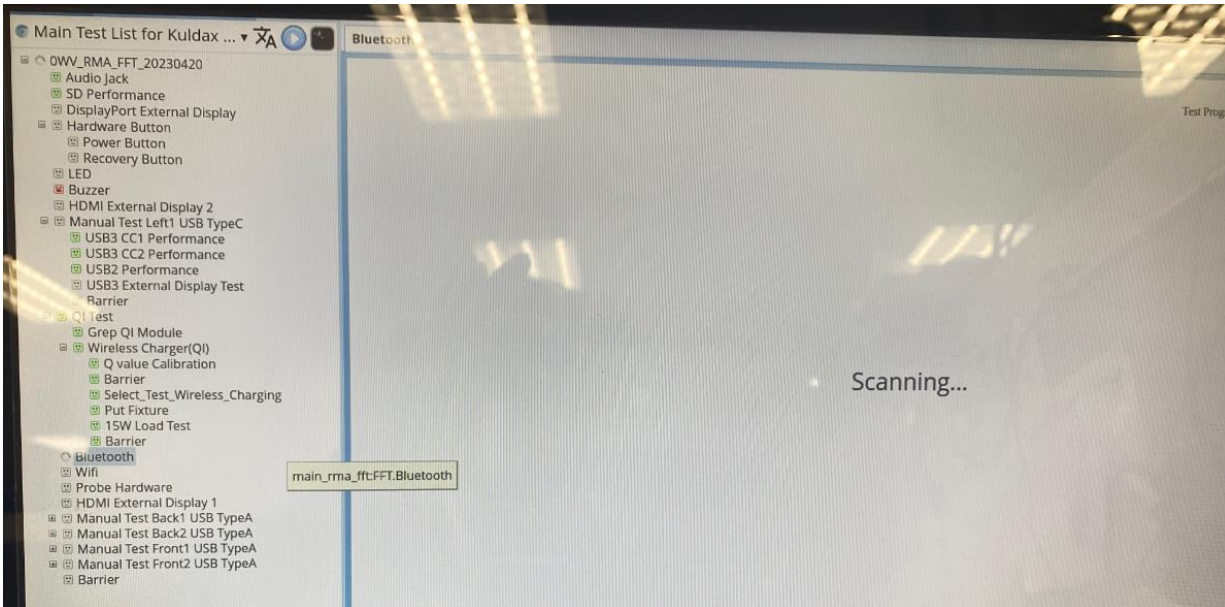 Main Test List for Kuldax ...
Bluetooth
0WV_RMA_FFT_20230420
Audio Jack
SD Performance
DisplayPort External Display
Hardware Button
Power Button
Recovery Button
LED
Buzzer
HDMI External Display 2
Manual Test Left1 USB TypeC
USB3 CC1 Performance
USB3 CC2 Performance
USB2 Performance
USB3 External Display Test
Barrier
QI Test
Grep QI Module
Wireless Charger(QI)
Q value Calibration
Barrier
Select_Test_Wireless_Charging
Put Fixture
15W Load Test
Barrier
Bluetooth
Wifi
Probe Hardware
HDMI External Display 1
Manual Test Back1 USB TypeA
Manual Test Back2 USB TypeA
Manual Test Front1 USB TypeA
Manual Test Front2 USB TypeA
Barrier
main_rma_fft:FFT.Bluetooth
Test Prog
Scanning...